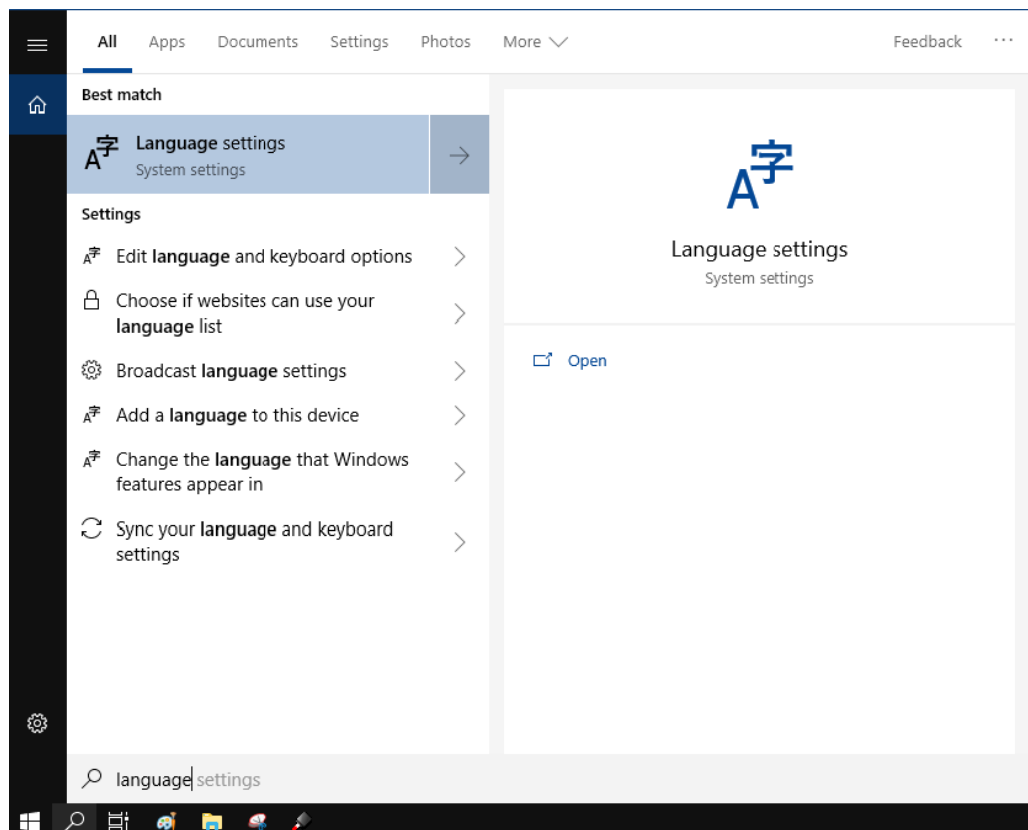 All Apps Documents Settings Photos More Feedback ...
Best match
Language settings
System settings
Settings
Edit language and keyboard options
Choose if websites can use your
language list
Broadcast language settings
Add a language to this device
Change the language that Windows
features appear in
Sync your language and keyboard
settings
A字
Language settings
System settings
Open
language settings